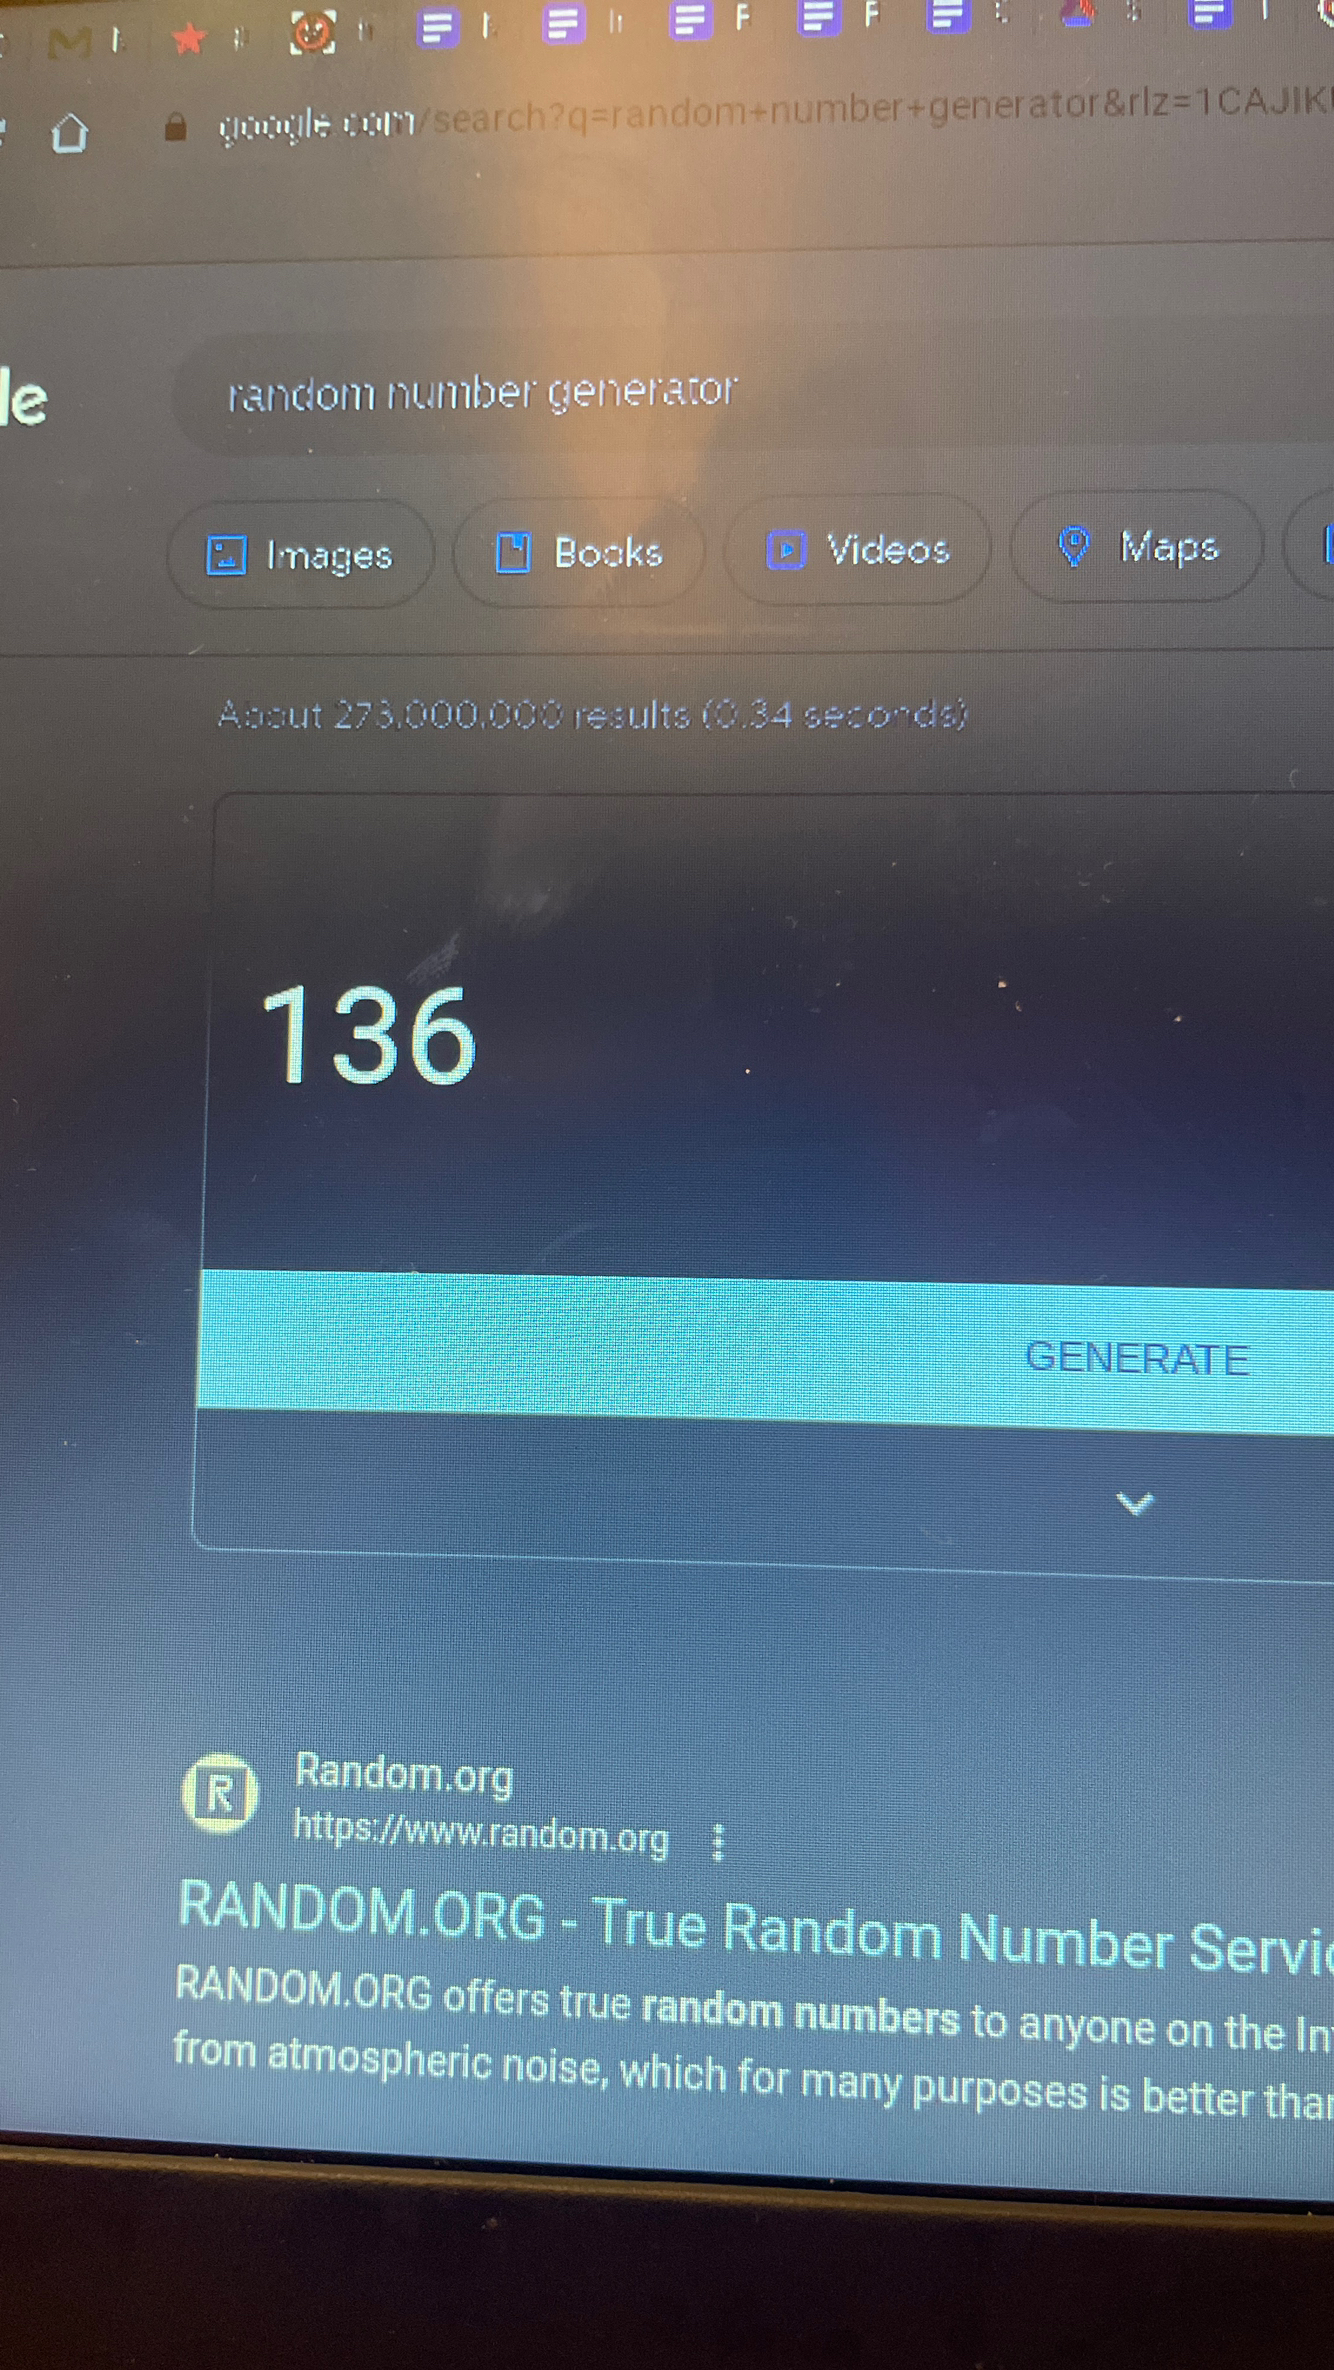 google.com/search?q=random+number+generator&rlz=1CAJIK
le
random number generator
Images Books Videos Maps
About 273,000,000 results (0.34 seconds)
136
GENERATE
R
Random.org
https://www.random.org
RANDOM.ORG - True Random Number Servic
RANDOM.ORG offers true random numbers to anyone on the In
from atmospheric noise, which for many purposes is better than